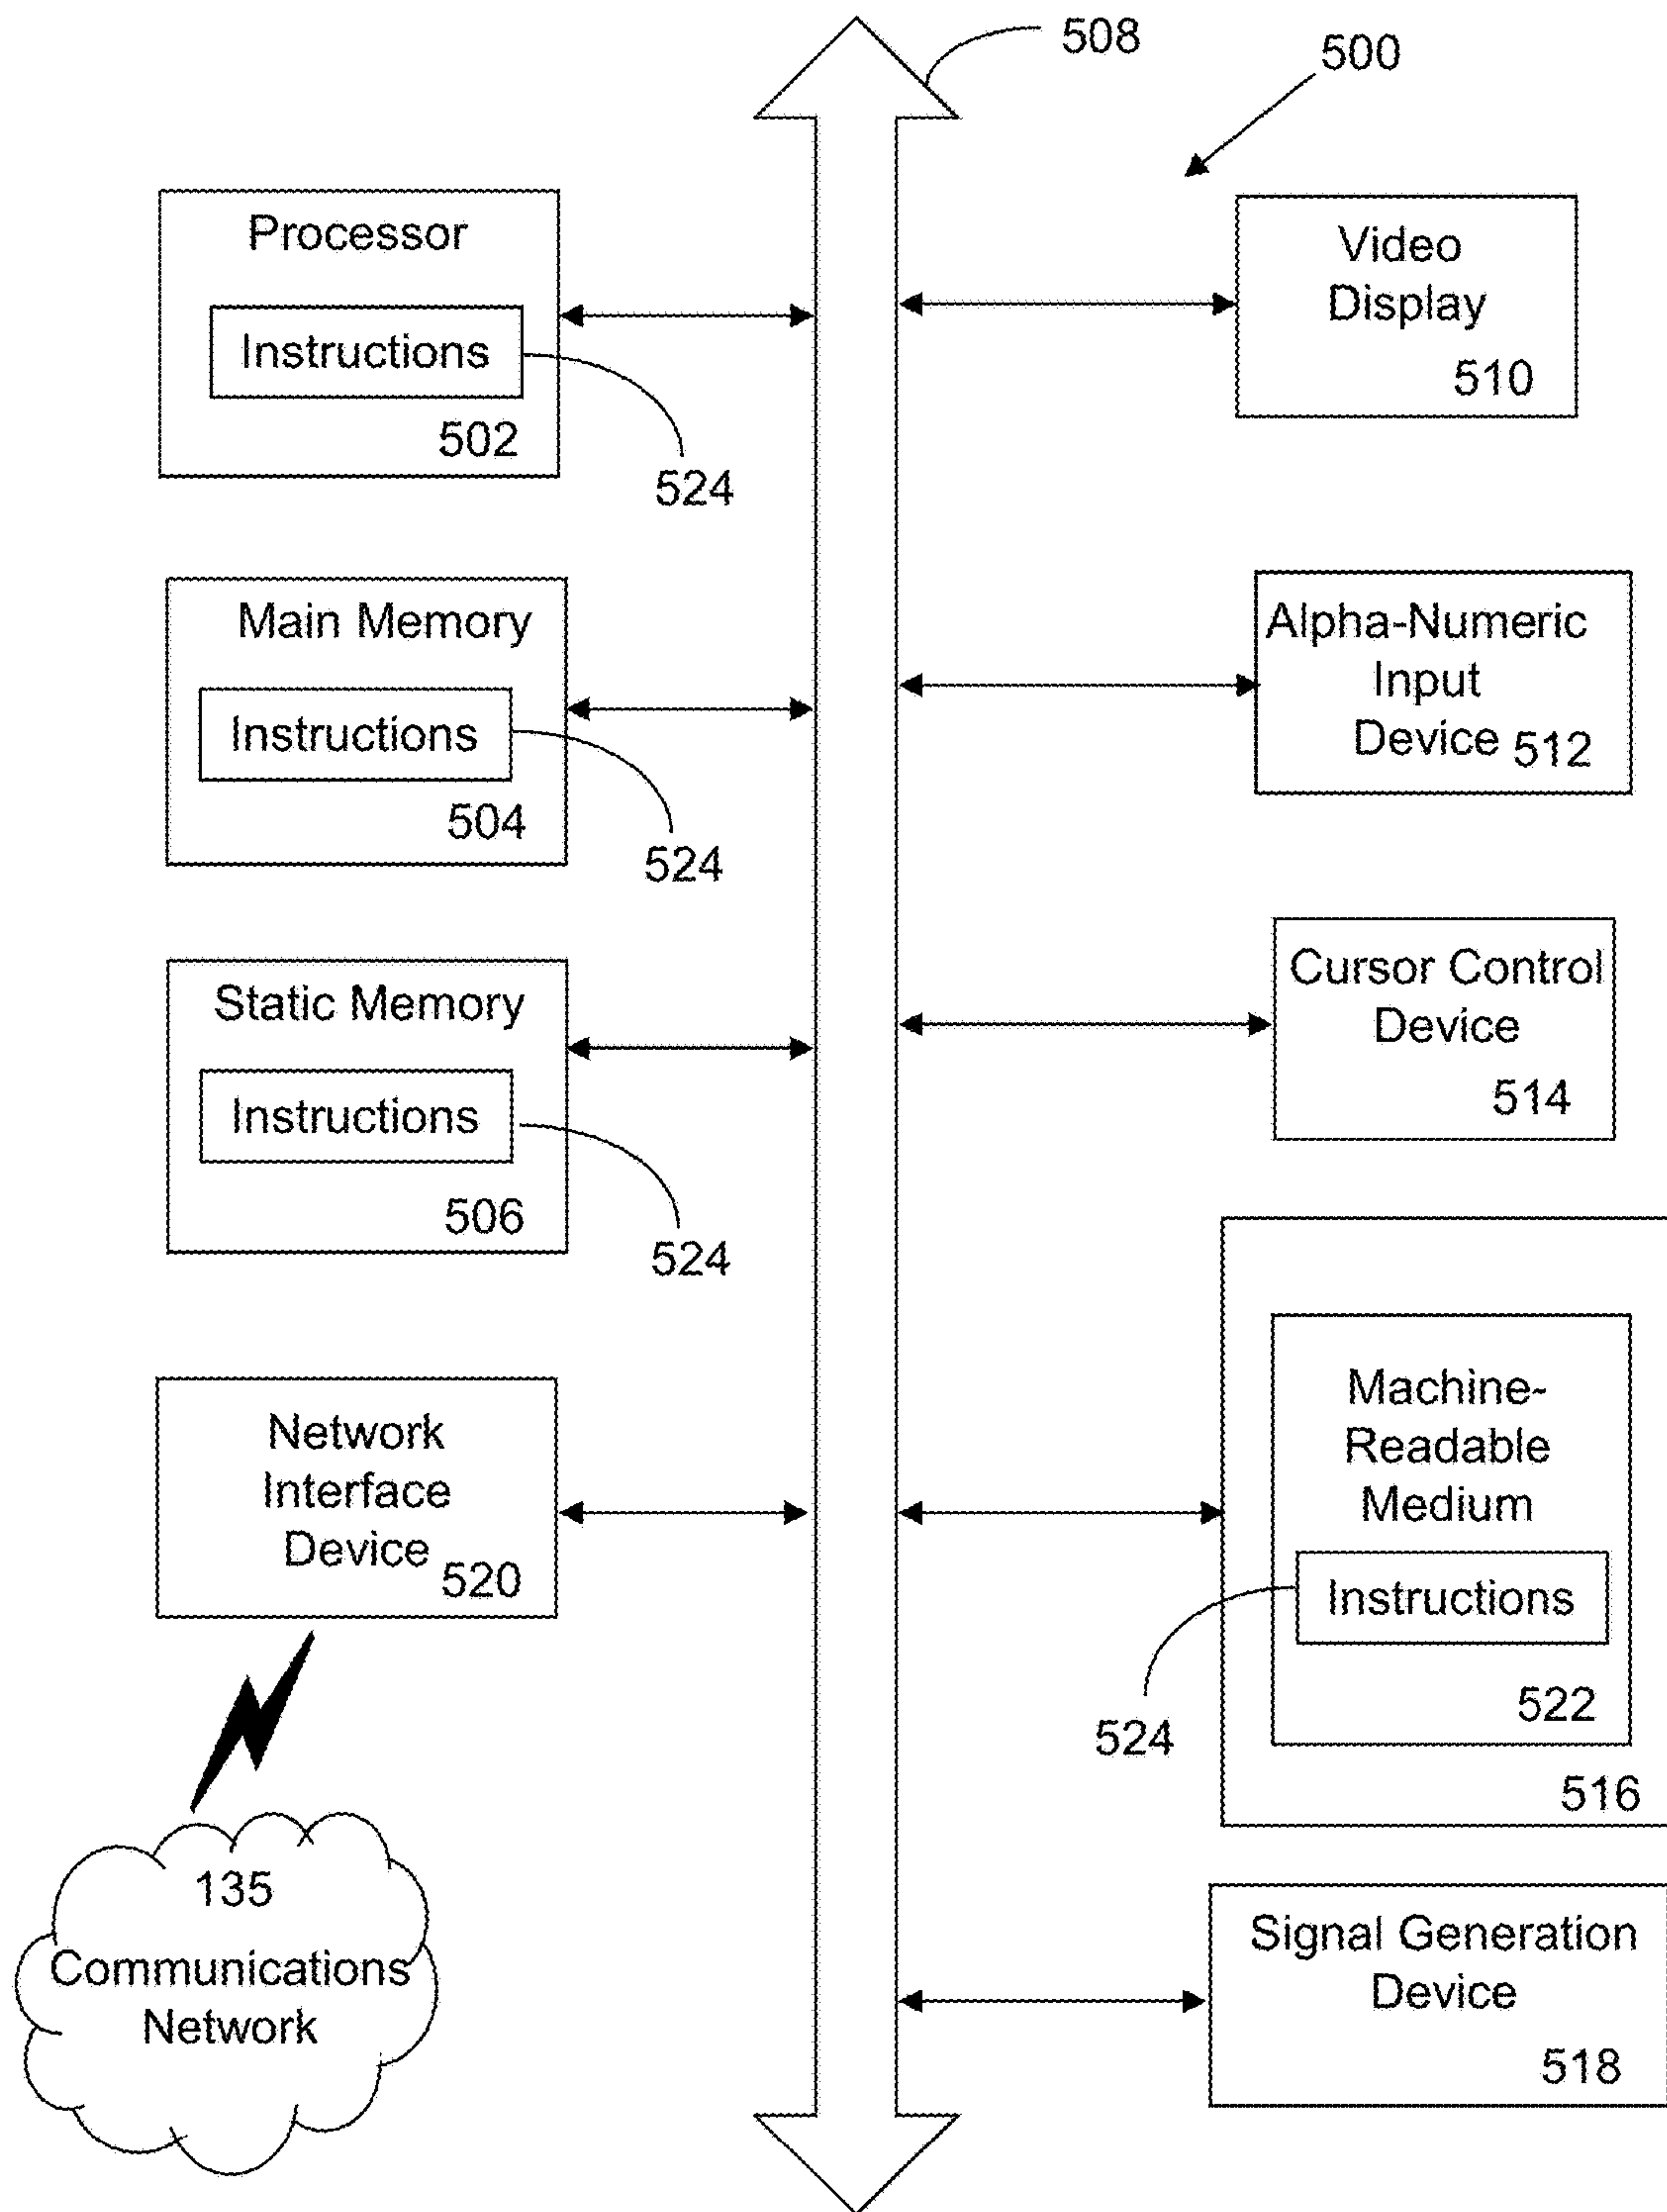 508
500
Processor
Instructions
502
524
Video
Display
510
Main Memory
Instructions
504
524
Alpha-Numeric
Input
Device 512
Static Memory
Instructions
506
524
Cursor Control
Device
514
Network
Interface
Device 520
Machine-
Readable
Medium
Instructions
522
524
516
135
Communications
Network
Signal Generation
Device
518